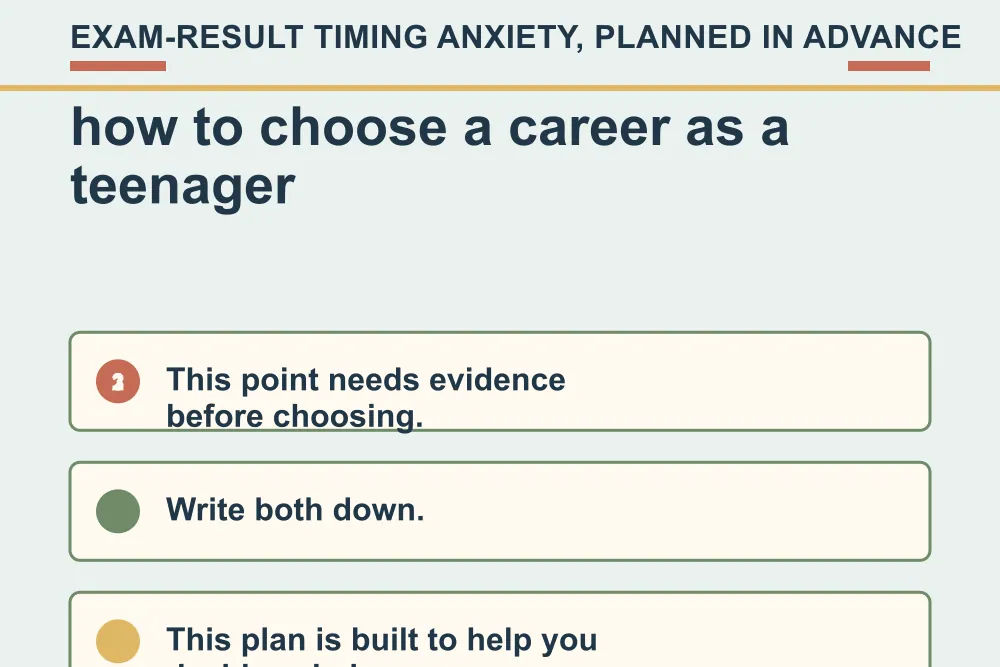 EXAM-RESULT TIMING ANXIETY, PLANNED IN ADVANCE
how to choose a career as a
teenager
This point needs evidence
before choosing.
Write both down.
This plan is built to help you